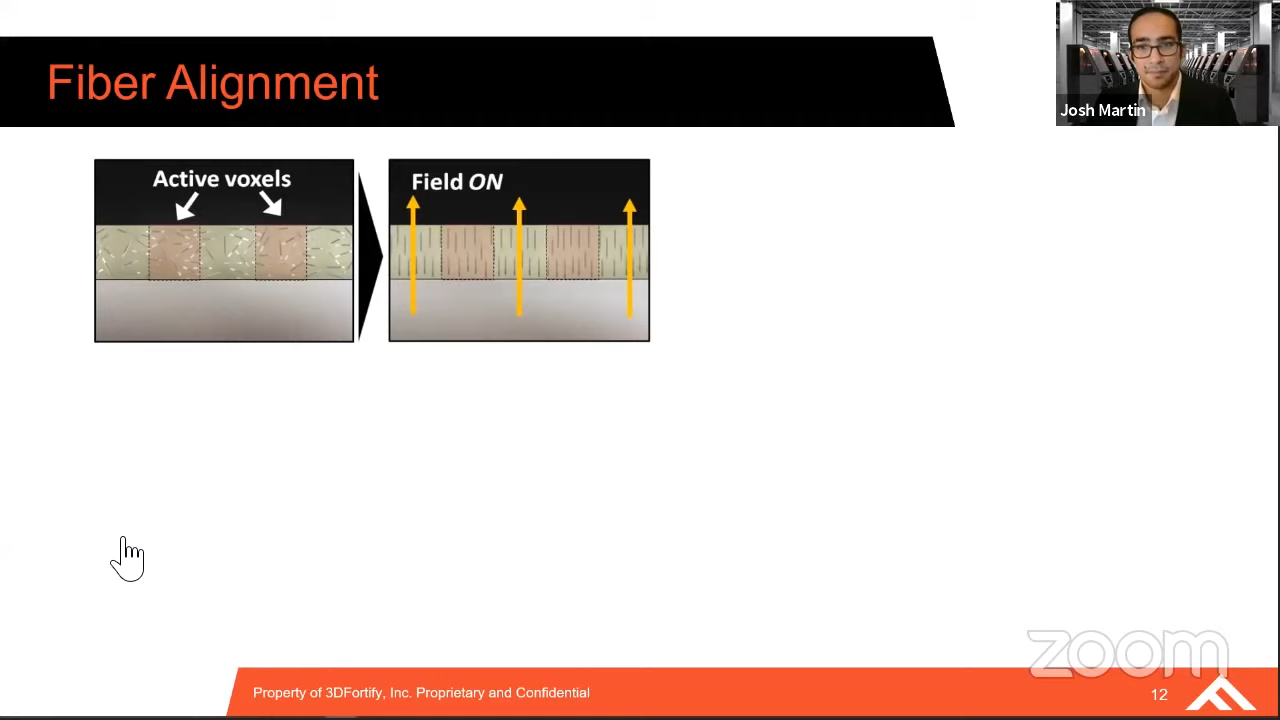 Fiber Alignment
Josh Martin
Active voxels
Field ON
zoom
Property of 3DFortify, Inc. Proprietary and Confidential
12